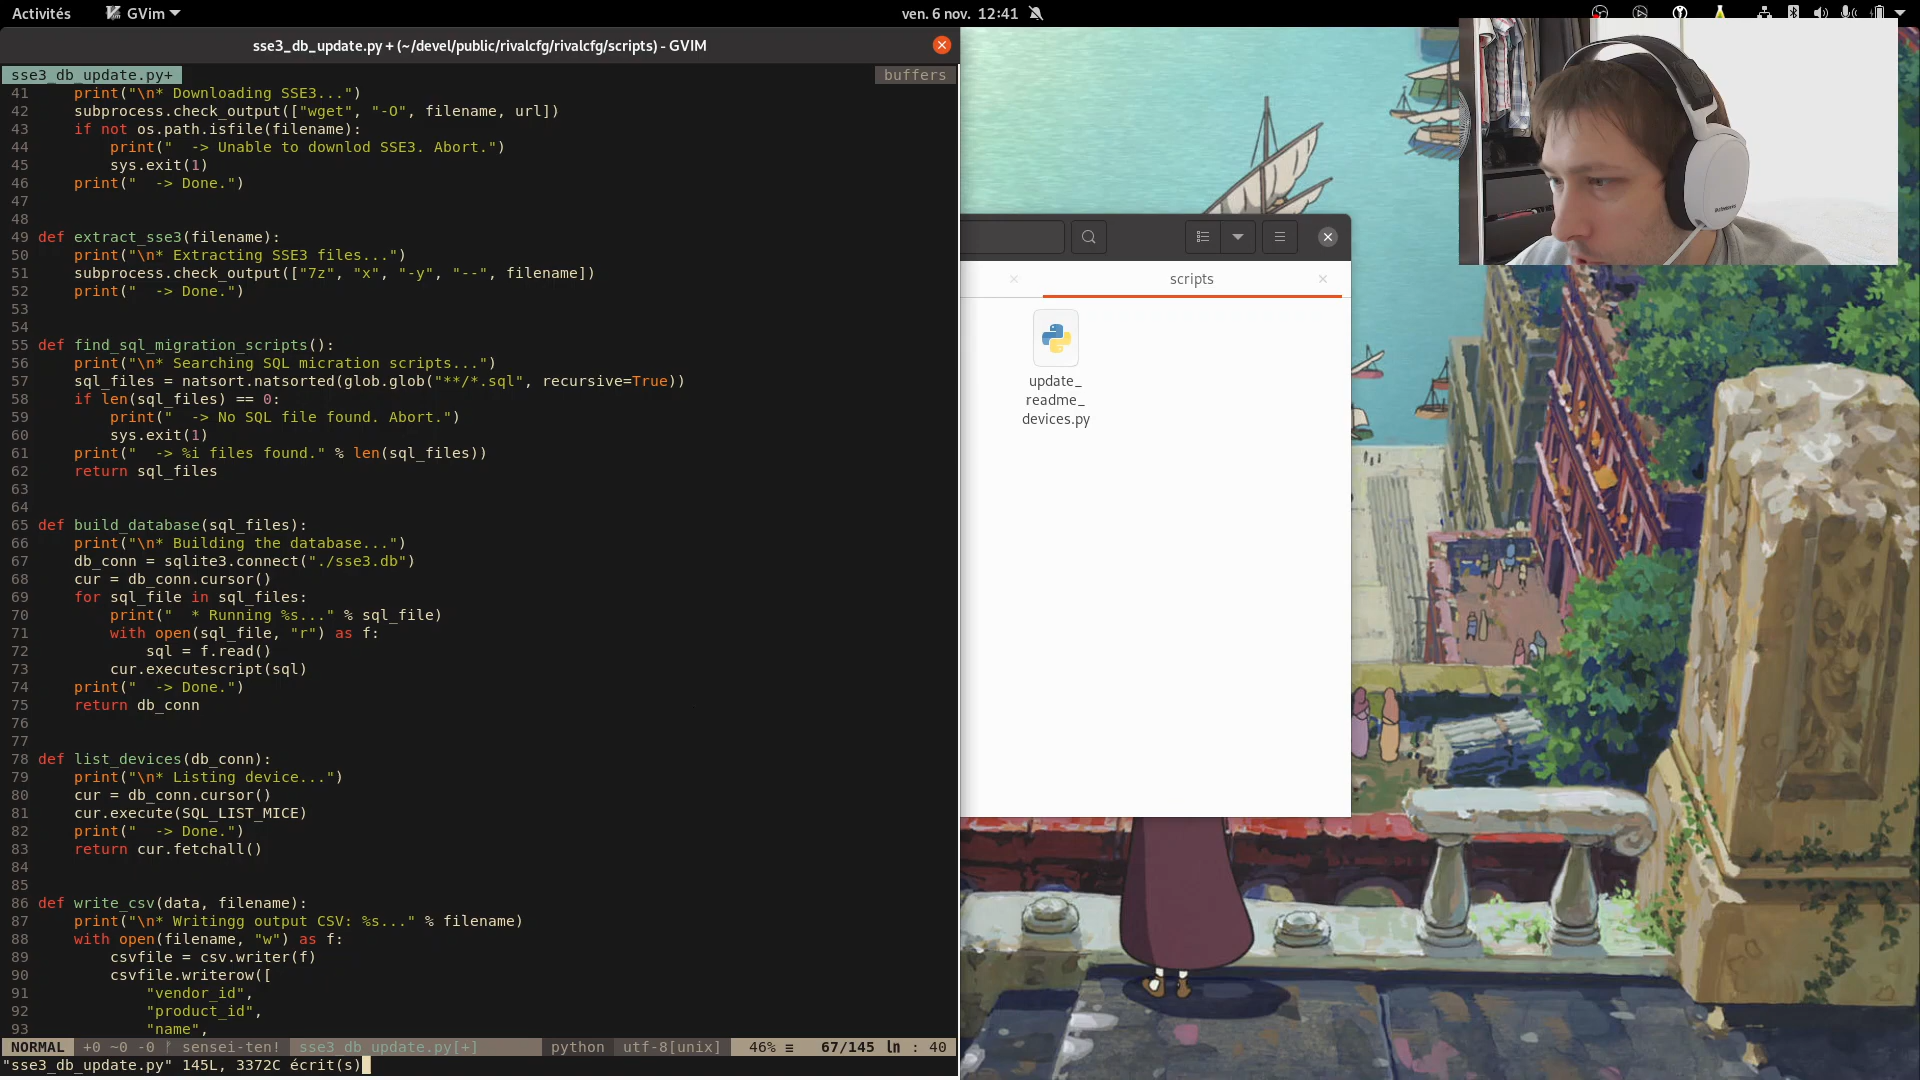 Activités
GVim
ven. 6 nov. 12:41
sse3_db_update.py + (~/devel/public/rivalcfg/rivalcfg/scripts) - GVIM
sse3_db_update.py+
buffers
41     print("\n* Downloading SSE3...")
42     subprocess.check_output(["wget", "-O", filename, url])
43     if not os.path.isfile(filename):
44         print("  -> Unable to downlod SSE3. Abort.")
45         sys.exit(1)
46     print("  -> Done.")
47
48
49 def extract_sse3(filename):
50     print("\n* Extracting SSE3 files...")
51     subprocess.check_output(["7z", "x", "-y", "--", filename])
52     print("  -> Done.")
53
54
55 def find_sql_migration_scripts():
56     print("\n* Searching SQL micration scripts...")
57     sql_files = natsort.natsorted(glob.glob("**/*.sql", recursive=True))
58     if len(sql_files) == 0:
59         print("  -> No SQL file found. Abort.")
60         sys.exit(1)
61     print("  -> %i files found." % len(sql_files))
62     return sql_files
63
64
65 def build_database(sql_files):
66     print("\n* Building the database...")
67     db_conn = sqlite3.connect("./sse3.db")
68     cur = db_conn.cursor()
69     for sql_file in sql_files:
70         print("  * Running %s..." % sql_file)
71         with open(sql_file, "r") as f:
72             sql = f.read()
73         cur.executescript(sql)
74     print("  -> Done.")
75     return db_conn
76
77
78 def list_devices(db_conn):
79     print("\n* Listing device...")
80     cur = db_conn.cursor()
81     cur.execute(SQL_LIST_MICE)
82     print("  -> Done.")
83     return cur.fetchall()
84
85
86 def write_csv(data, filename):
87     print("\n* Writingg output CSV: %s..." % filename)
88     with open(filename, "w") as f:
89         csvfile = csv.writer(f)
90         csvfile.writerow([
91             "vendor_id",
92             "product_id",
93             "name",
NORMAL +0 ~0 -0 sensei-ten! sse3_db_update.py[+] python utf-8[unix] 46% 67/145 : 40
"sse3_db_update.py" 145L, 3372C écrit(s)
scripts
update_
readme_
devices.py